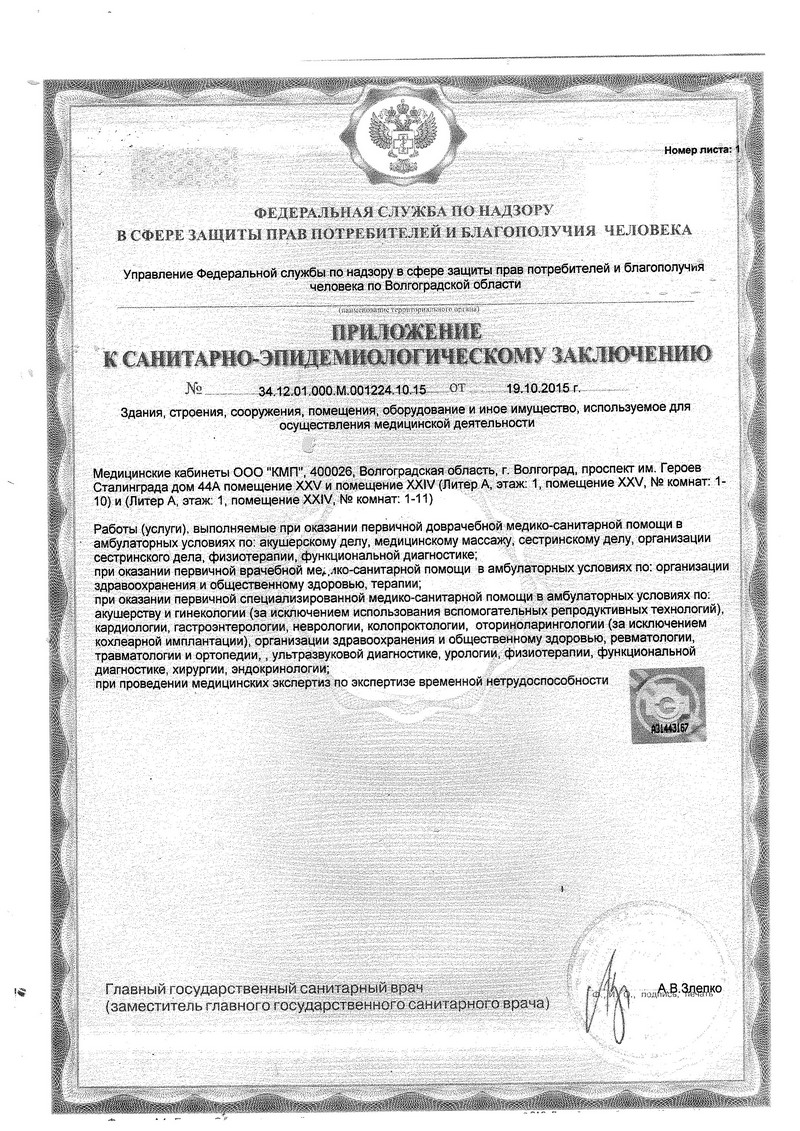 Номер листа: 1
ФЕДЕРАЛЬНАЯ СЛУЖБА ПО НАДЗОРУ
В СФЕРЕ ЗАЩИТЫ ПРАВ ПОТРЕБИТЕЛЕЙ И БЛАГОПОЛУЧИЯ ЧЕЛОВЕКА
Управление Федеральной службы по надзору в сфере защиты прав потребителей и благополучия
человека по Волгоградской области
(наименование территориального органа)
ПРИЛОЖЕНИЕ
К САНИТАРНО-ЭПИДЕМИОЛОГИЧЕСКОМУ ЗАКЛЮЧЕНИЮ
№ 34.12.01.000.М.001224.10.15 ОТ 19.10.2015 г.
Здания, строения, сооружения, помещения, оборудование и иное имущество, используемое для
осуществления медицинской деятельности
Медицинские кабинеты ООО "КМП", 400026, Волгоградская область, г. Волгоград, проспект им. Героев
Сталинграда дом 44А помещение XXV и помещение XXIV (Литер А, этаж: 1, помещение XXV, № комнат: 1-
10) и (Литер А, этаж: 1, помещение XXIV, № комнат: 1-11)
Работы (услуги), выполняемые при оказании первичной доврачебной медико-санитарной помощи в
амбулаторных условиях по: акушерскому делу, медицинскому массажу, сестринскому делу, организации
сестринского дела, физиотерапии, функциональной диагностике;
при оказании первичной врачебной медико-санитарной помощи в амбулаторных условиях по: организации
здравоохранения и общественному здоровью, терапии;
при оказании первичной специализированной медико-санитарной помощи в амбулаторных условиях по:
акушерству и гинекологии (за исключением использования вспомогательных репродуктивных технологий),
кардиологии, гастроэнтерологии, неврологии, колопроктологии, оториноларингологии (за исключением
кохлеарной имплантации), организации здравоохранения и общественному здоровью, ревматологии,
травматологии и ортопедии, , ультразвуковой диагностике, урологии, физиотерапии, функциональной
диагностике, хирургии, эндокринологии;
при проведении медицинских экспертиз по экспертизе временной нетрудоспособности
А31443167
Главный государственный санитарный врач
(заместитель главного государственного санитарного врача)
А.В.Злепко
Ф., И., О., подпись, печать